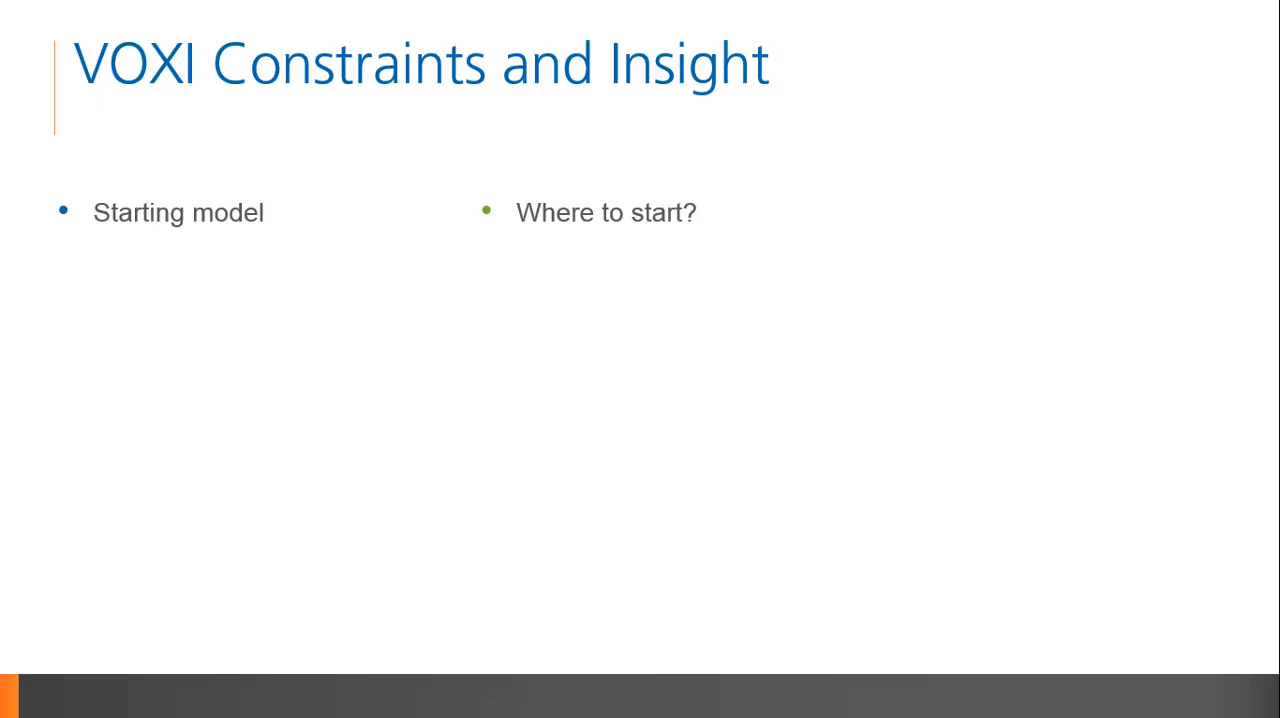 VOXI Constraints and Insight
• Starting model
• Where to start?